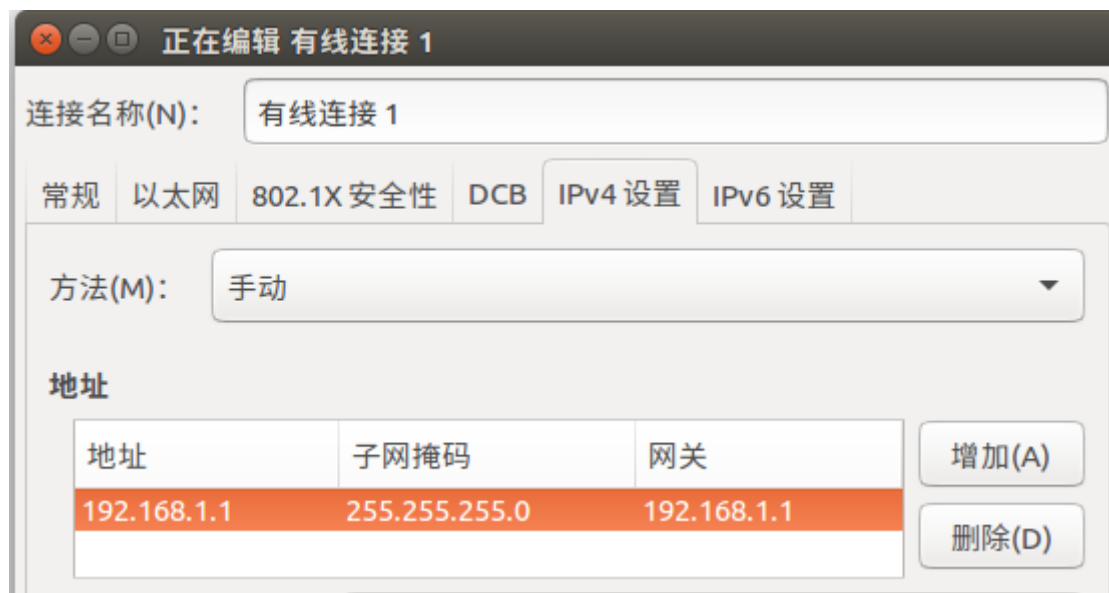 正在编辑 有线连接 1
连接名称(N)： 有线连接 1
常规 以太网 802.1X 安全性 DCB IPv4 设置 IPv6 设置
方法(M)： 手动
地址
地址 子网掩码 网关 增加(A)
192.168.1.1 255.255.255.0 192.168.1.1
删除(D)